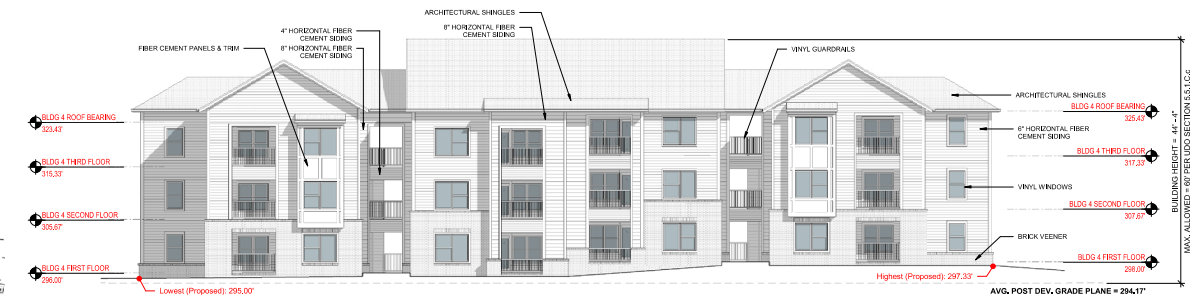 ARCHITECTURAL SHINGLES
8" HORIZONTAL FIBER
CEMENT SIDING
4" HORIZONTAL FIBER
CEMENT SIDING
8" HORIZONTAL FIBER
CEMENT SIDING
FIBER CEMENT PANELS & TRIM
VINYL GUARDRAILS
BLDG 4 ROOF BEARING
323.43'
BLDG 4 THIRD FLOOR
315.33'
BLDG 4 SECOND FLOOR
305.67'
BLDG 4 FIRST FLOOR
296.00'
Lowest (Proposed): 295.00'
ARCHITECTURAL SHINGLES
BLDG 4 ROOF BEARING
325.43'
6" HORIZONTAL FIBER
CEMENT SIDING
BLDG 4 THIRD FLOOR
317.33'
VINYL WINDOWS
BLDG 4 SECOND FLOOR
307.67'
BRICK VEENER
BLDG 4 FIRST FLOOR
298.00'
Highest (Proposed): 297.33'
AVG. POST DEV. GRADE PLANE = 294.17'
BUILDING HEIGHT = 44' - 4"
MAX. ALLOWED = 60' PER UDO SECTION 5.5.1.C.c